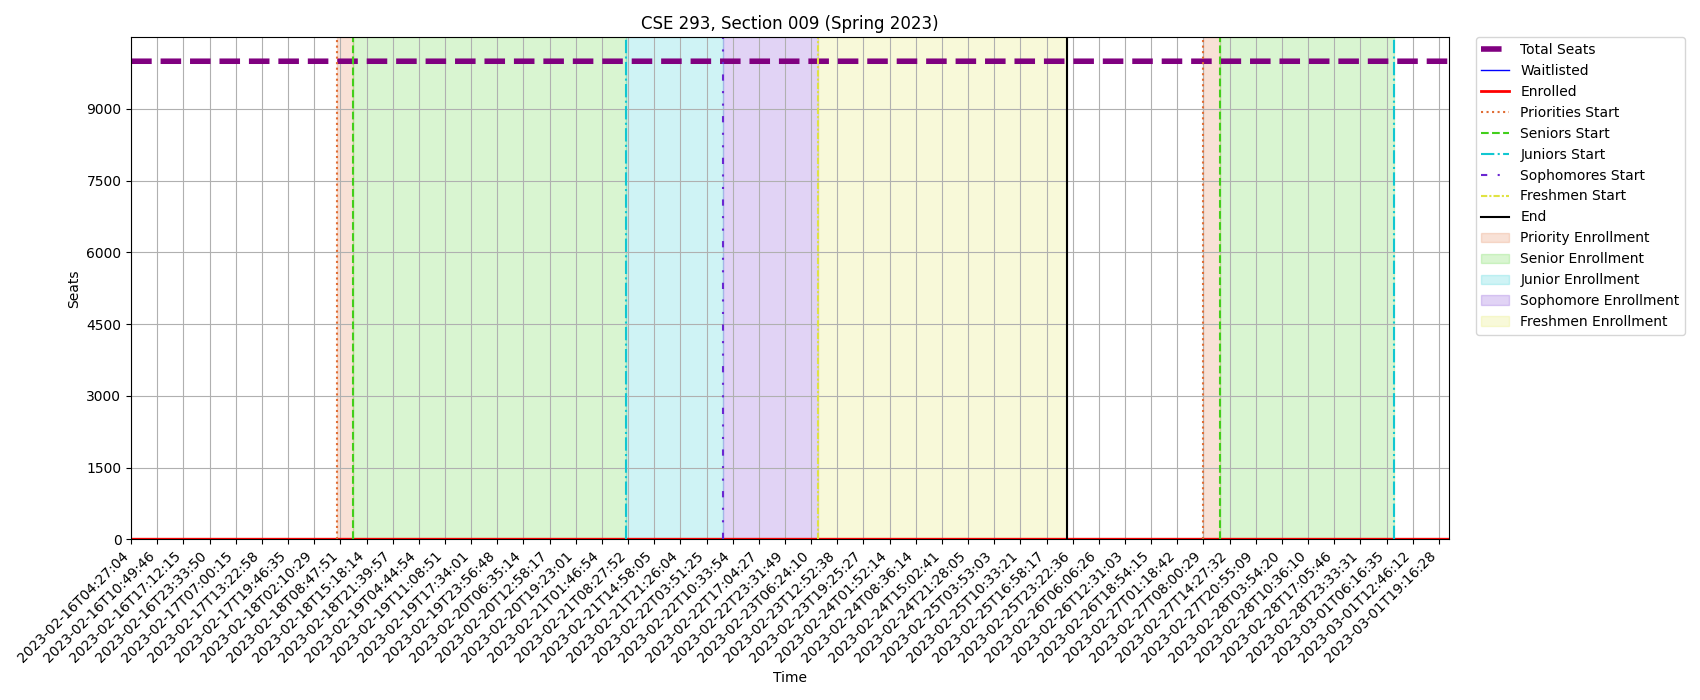 CSE 293, Section 009 (Spring 2023)
Total Seats
Waitlisted
Enrolled
Priorities Start
Seniors Start
Juniors Start
Sophomores Start
Freshmen Start
End
Priority Enrollment
Senior Enrollment
Junior Enrollment
Sophomore Enrollment
Freshmen Enrollment
Seats
9000
7500
6000
4500
3000
1500
0
2023-02-16T04:27:04
2023-02-16T10:49:46
2023-02-16T17:12:15
2023-02-16T23:33:50
2023-02-17T07:00:15
2023-02-17T13:22:58
2023-02-17T19:46:35
2023-02-18T02:10:29
2023-02-18T08:47:51
2023-02-18T15:18:14
2023-02-18T21:39:57
2023-02-19T04:44:54
2023-02-19T11:08:51
2023-02-19T17:34:01
2023-02-19T23:56:48
2023-02-20T06:35:14
2023-02-20T12:58:17
2023-02-20T19:23:01
2023-02-21T01:46:54
2023-02-21T08:27:52
2023-02-21T14:58:05
2023-02-21T21:26:04
2023-02-22T03:51:25
2023-02-22T10:33:54
2023-02-22T17:04:27
2023-02-22T23:31:49
2023-02-23T06:24:10
2023-02-23T12:52:38
2023-02-23T19:25:27
2023-02-24T01:52:14
2023-02-24T08:36:14
2023-02-24T15:02:41
2023-02-24T21:28:05
2023-02-25T03:53:03
2023-02-25T10:33:21
2023-02-25T16:58:17
2023-02-25T23:22:36
2023-02-26T06:06:26
2023-02-26T12:31:03
2023-02-26T18:54:15
2023-02-27T01:18:42
2023-02-27T08:00:29
2023-02-27T14:27:32
2023-02-27T20:55:09
2023-02-28T03:54:20
2023-02-28T10:36:10
2023-02-28T17:05:46
2023-02-28T23:33:31
2023-03-01T06:16:35
2023-03-01T12:46:12
2023-03-01T19:16:28
Time